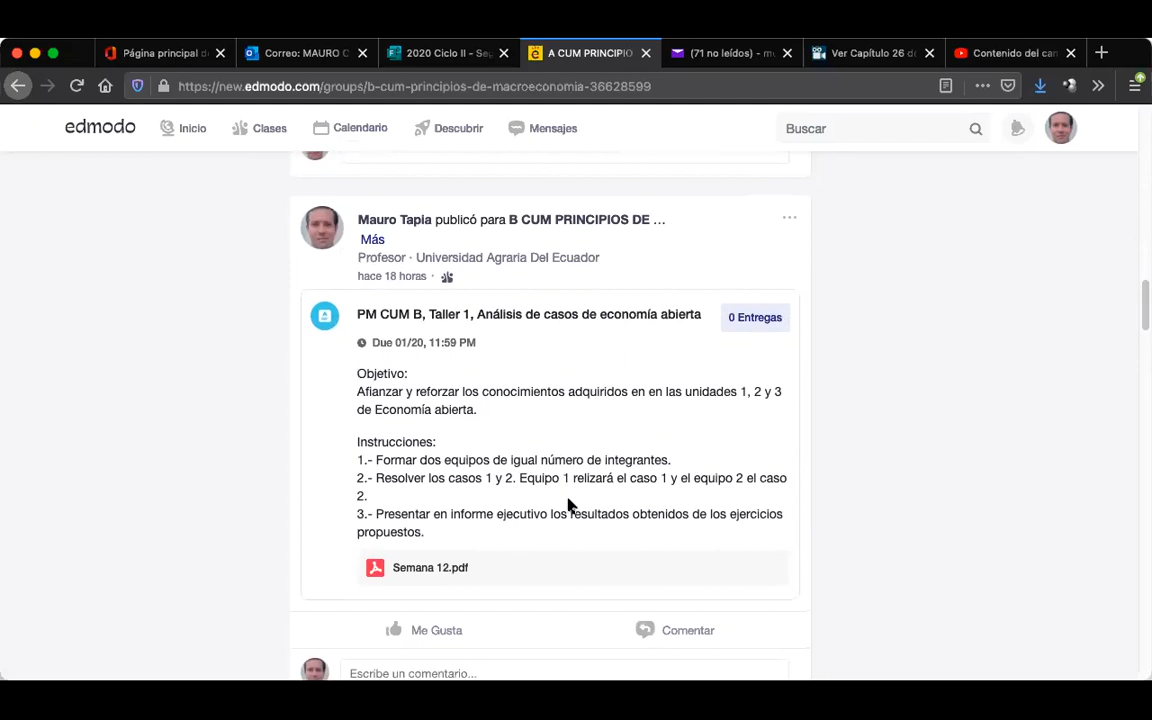 Página principal d
Correo: MAURO C
2020 Ciclo II - Se
A CUM PRINCIPIO
(71 no leídos) - m
Ver Capítulo 26 d
Contenido del ca
https://new.edmodo.com/groups/b-cum-principios-de-macroeconomia-36628599
edmodo
Inicio
Clases
Calendario
Descubrir
Mensajes
Buscar
Mauro Tapia publicó para B CUM PRINCIPIOS DE ...
Más
Profesor · Universidad Agraria Del Ecuador
hace 18 horas ·
PM CUM B, Taller 1, Análisis de casos de economía abierta
0 Entregas
Due 01/20, 11:59 PM
Objetivo:
Afianzar y reforzar los conocimientos adquiridos en en las unidades 1, 2 y 3
de Economía abierta.
Instrucciones:
1.- Formar dos equipos de igual número de integrantes.
2.- Resolver los casos 1 y 2. Equipo 1 relizará el caso 1 y el equipo 2 el caso
2.
3.- Presentar en informe ejecutivo los resultados obtenidos de los ejercicios
propuestos.
Semana 12.pdf
Me Gusta
Comentar
Escribe un comentario...